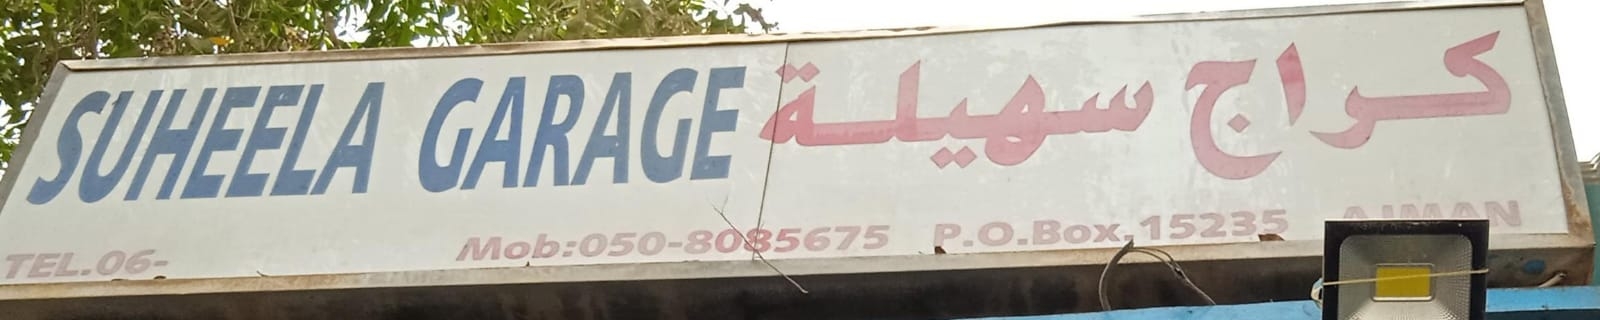 SUHEELA GARAGE كراج سهيلة
TEL.06- Mob:050-8085675 P.O.Box.15235 AJMAN